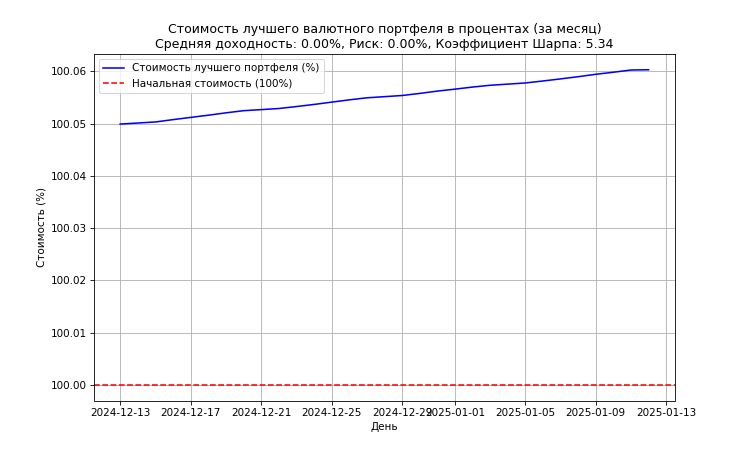 Стоимость лучшего валютного портфеля в процентах (за месяц)
Средняя доходность: 0.00%, Риск: 0.00%, Коэффициент Шарпа: 5.34
Стоимость лучшего портфеля (%)
Начальная стоимость (100%)
Стоимость (%)
100.06
100.05
100.04
100.03
100.02
100.01
100.00
2024-12-13 2024-12-17 2024-12-21 2024-12-25 2024-12-29 2025-01-01 2025-01-05 2025-01-09 2025-01-13
День